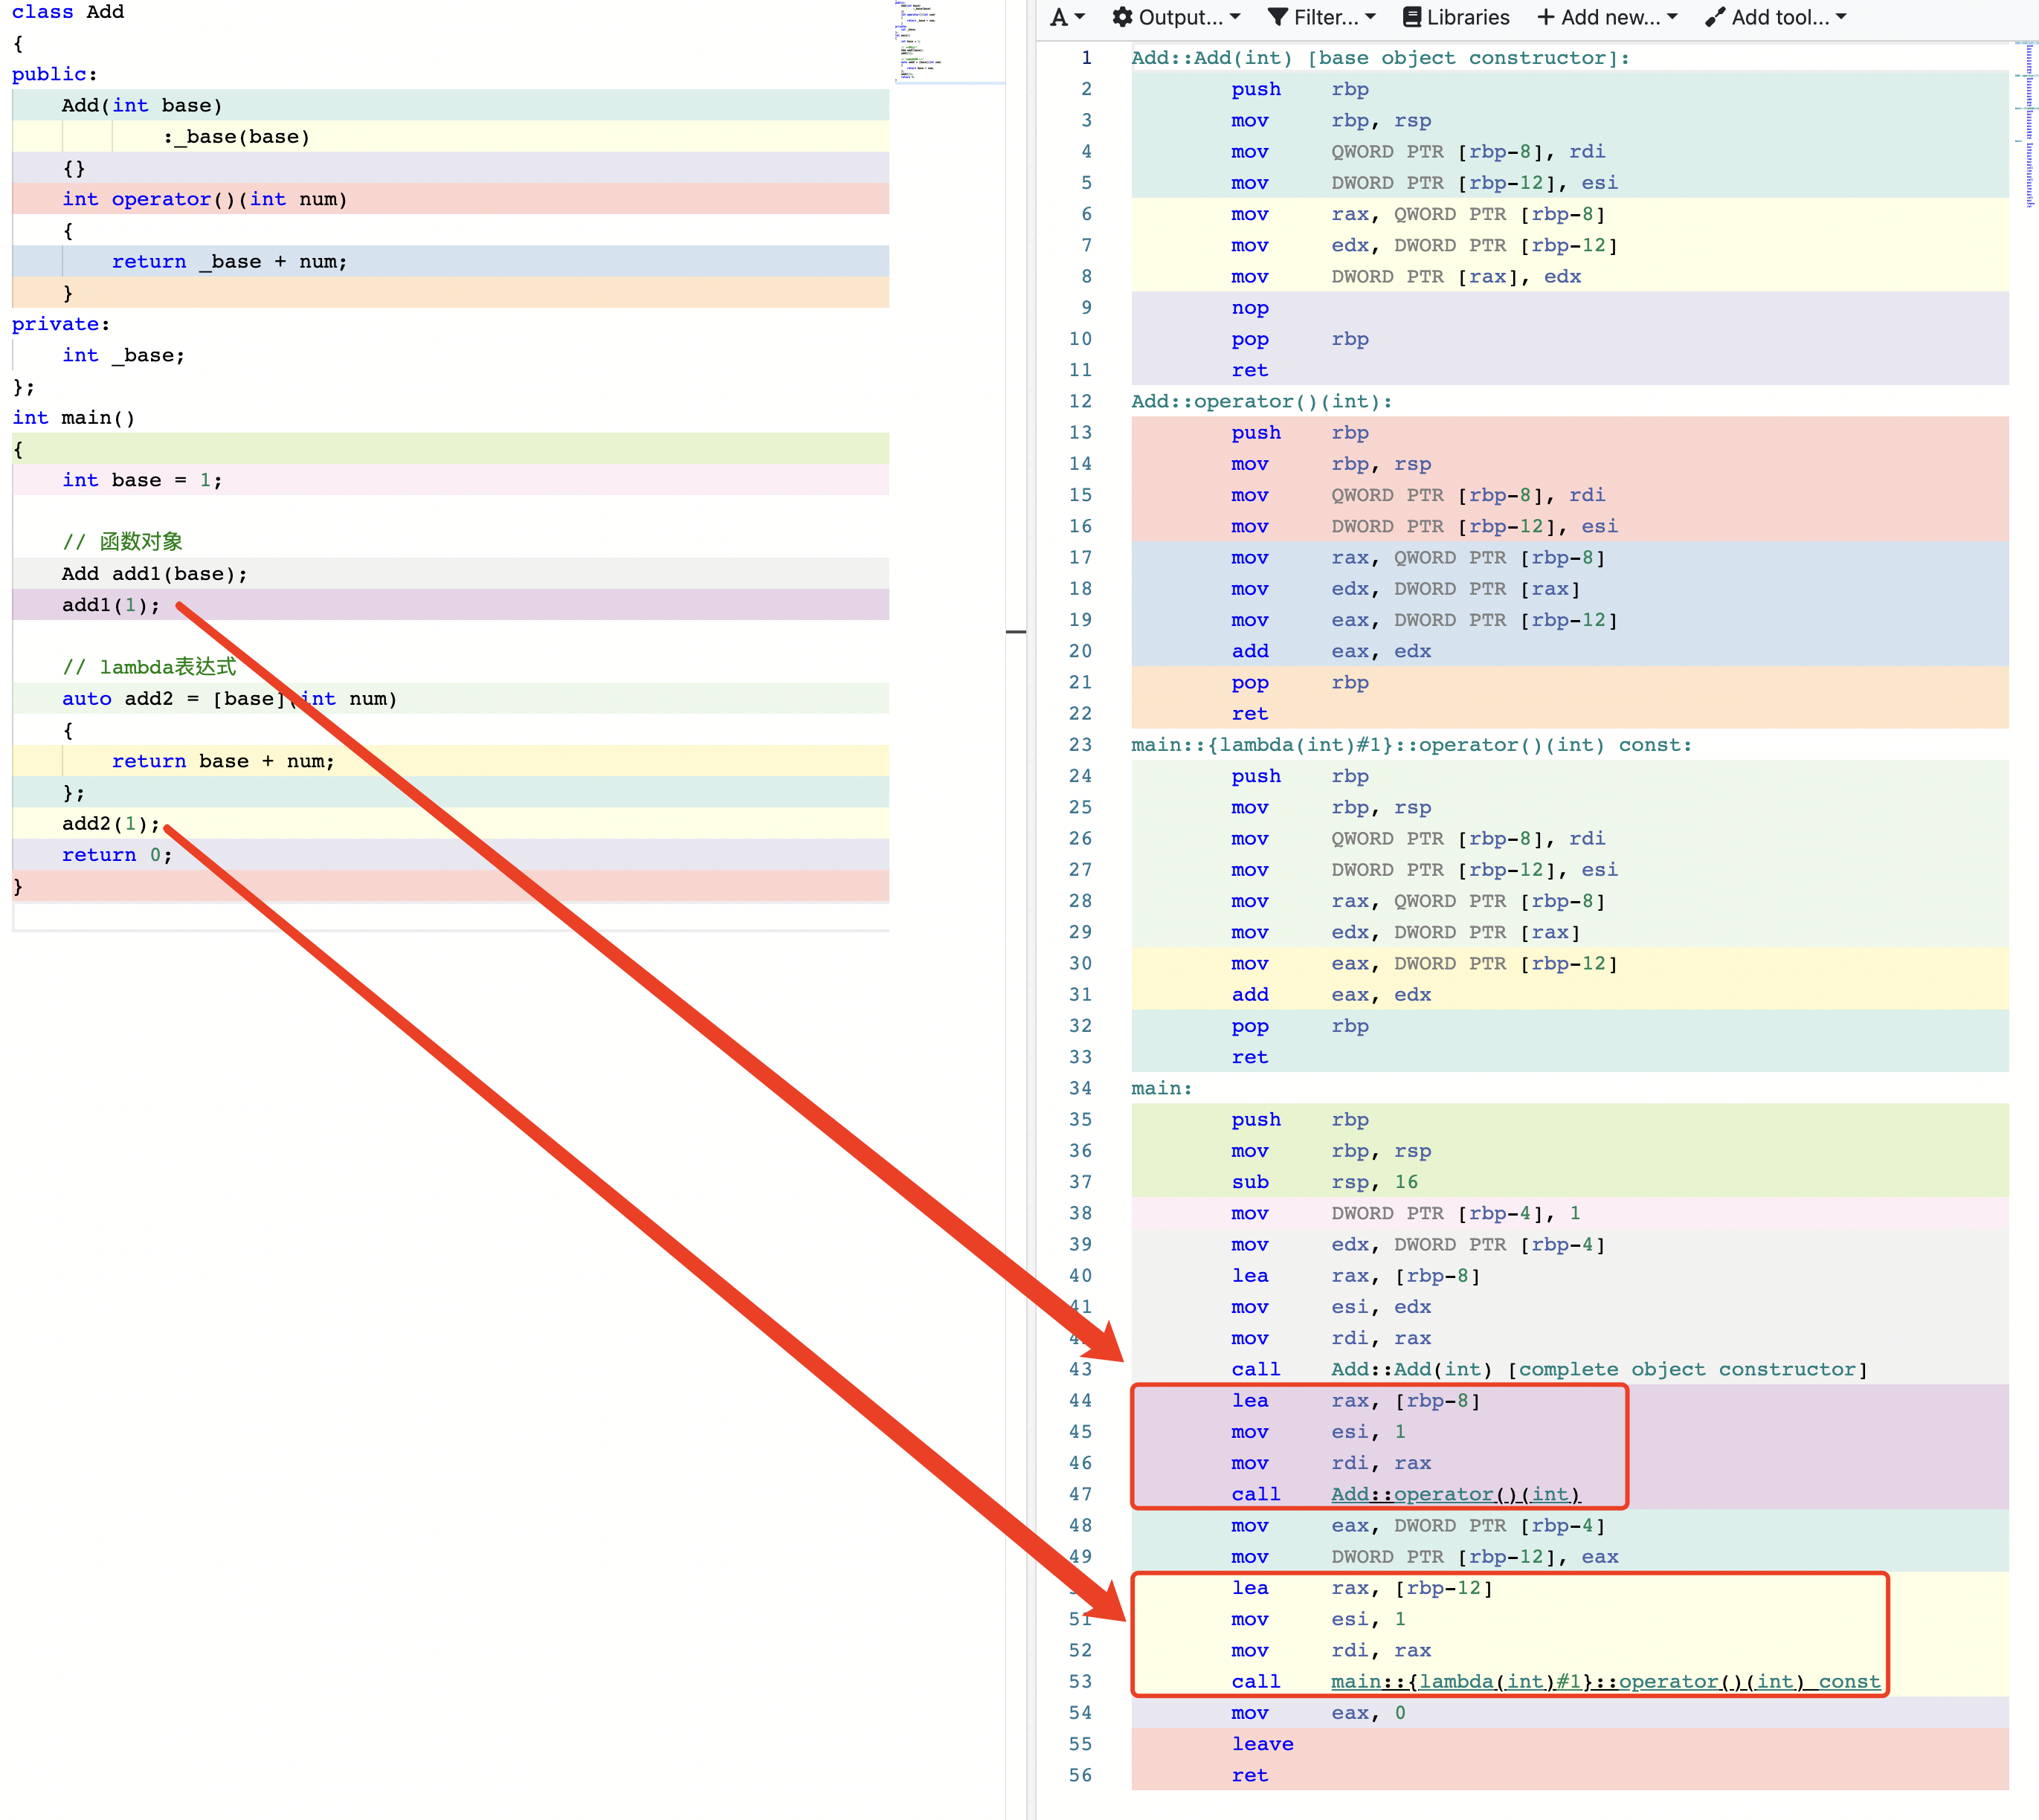 class Add
{
public:
    Add(int base)
            :_base(base)
    {}
    int operator()(int num)
    {
        return _base + num;
    }
private:
    int _base;
};
int main()
{
    int base = 1;
    // 函数对象
    Add add1(base);
    add1(1);
    // lambda表达式
    auto add2 = [base](int num)
    {
        return base + num;
    };
    add2(1);
    return 0;
}
A Output... Filter... Libraries + Add new... Add tool...
1 Add::Add(int) [base object constructor]:
2 push rbp
3 mov rbp, rsp
4 mov QWORD PTR [rbp-8], rdi
5 mov DWORD PTR [rbp-12], esi
6 mov rax, QWORD PTR [rbp-8]
7 mov edx, DWORD PTR [rbp-12]
8 mov DWORD PTR [rax], edx
9 nop
10 pop rbp
11 ret
12 Add::operator()(int):
13 push rbp
14 mov rbp, rsp
15 mov QWORD PTR [rbp-8], rdi
16 mov DWORD PTR [rbp-12], esi
17 mov rax, QWORD PTR [rbp-8]
18 mov edx, DWORD PTR [rax]
19 mov eax, DWORD PTR [rbp-12]
20 add eax, edx
21 pop rbp
22 ret
23 main::{lambda(int)#1}::operator()(int) const:
24 push rbp
25 mov rbp, rsp
26 mov QWORD PTR [rbp-8], rdi
27 mov DWORD PTR [rbp-12], esi
28 mov rax, QWORD PTR [rbp-8]
29 mov edx, DWORD PTR [rax]
30 mov eax, DWORD PTR [rbp-12]
31 add eax, edx
32 pop rbp
33 ret
34 main:
35 push rbp
36 mov rbp, rsp
37 sub rsp, 16
38 mov DWORD PTR [rbp-4], 1
39 mov edx, DWORD PTR [rbp-4]
40 lea rax, [rbp-8]
41 mov esi, edx
mov rdi, rax
43 call Add::Add(int) [complete object constructor]
44 lea rax, [rbp-8]
45 mov esi, 1
46 mov rdi, rax
47 call Add::operator()(int)
48 mov eax, DWORD PTR [rbp-4]
49 mov DWORD PTR [rbp-12], eax
lea rax, [rbp-12]
51 mov esi, 1
52 mov rdi, rax
53 call main::{lambda(int)#1}::operator()(int) const
54 mov eax, 0
55 leave
56 ret